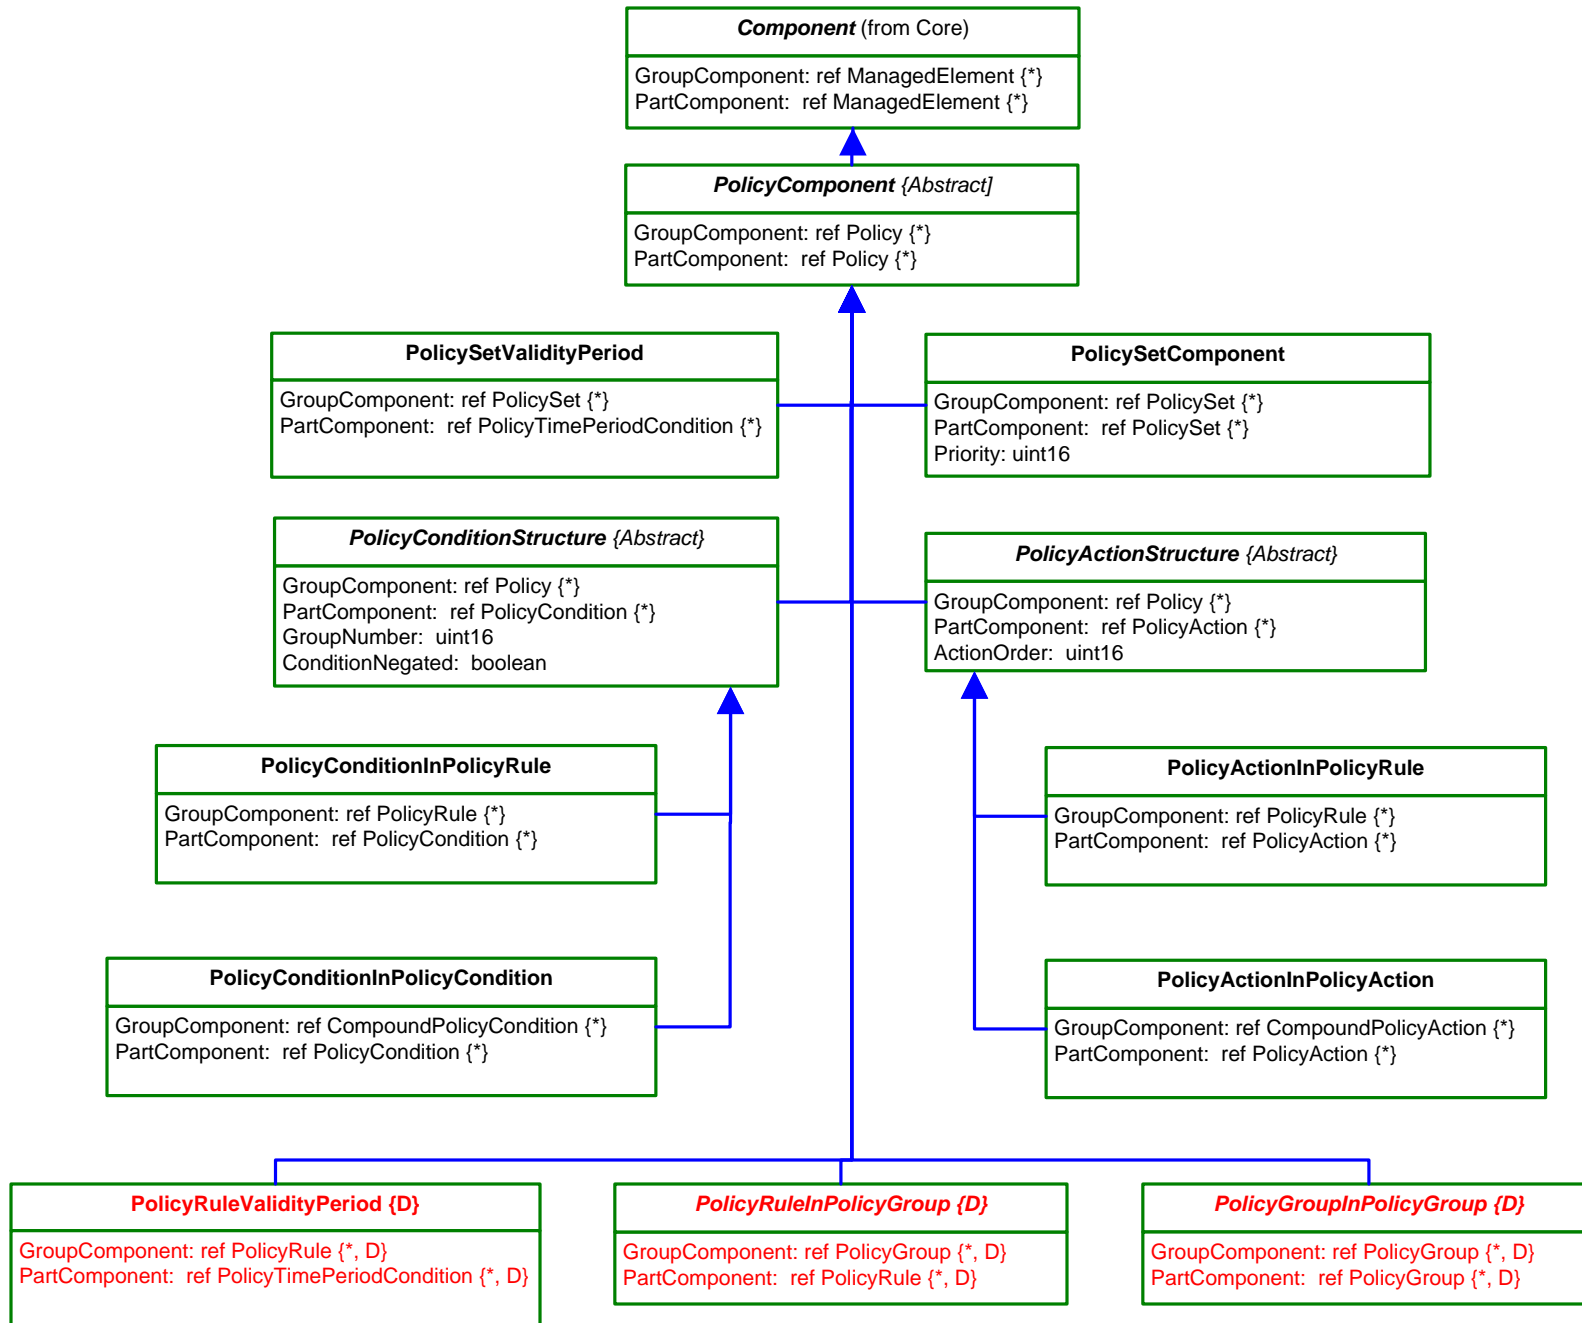 Component (from Core)
GroupComponent: ref ManagedElement {*}
PartComponent:  ref ManagedElement {*}
PolicyComponent {Abstract]
GroupComponent: ref Policy {*}
PartComponent:  ref Policy {*}
PolicySetValidityPeriod
GroupComponent: ref PolicySet {*}
PartComponent:  ref PolicyTimePeriodCondition {*}
PolicySetComponent
GroupComponent: ref PolicySet {*}
PartComponent:  ref PolicySet {*}
Priority: uint16
PolicyConditionStructure {Abstract}
GroupComponent: ref Policy {*}
PartComponent:  ref PolicyCondition {*}
GroupNumber:  uint16
ConditionNegated:  boolean
PolicyActionStructure {Abstract}
GroupComponent: ref Policy {*}
PartComponent:  ref PolicyAction {*}
ActionOrder:  uint16
PolicyConditionInPolicyRule
GroupComponent: ref PolicyRule {*}
PartComponent:  ref PolicyCondition {*}
PolicyActionInPolicyRule
GroupComponent: ref PolicyRule {*}
PartComponent:  ref PolicyAction {*}
PolicyConditionInPolicyCondition
GroupComponent: ref CompoundPolicyCondition {*}
PartComponent:  ref PolicyCondition {*}
PolicyActionInPolicyAction
GroupComponent: ref CompoundPolicyAction {*}
PartComponent:  ref PolicyAction {*}
PolicyRuleValidityPeriod {D}
GroupComponent: ref PolicyRule {*, D}
PartComponent:  ref PolicyTimePeriodCondition {*, D}
PolicyRuleInPolicyGroup {D}
GroupComponent: ref PolicyGroup {*, D}
PartComponent:  ref PolicyRule {*, D}
PolicyGroupInPolicyGroup {D}
GroupComponent: ref PolicyGroup {*, D}
PartComponent:  ref PolicyGroup {*, D}